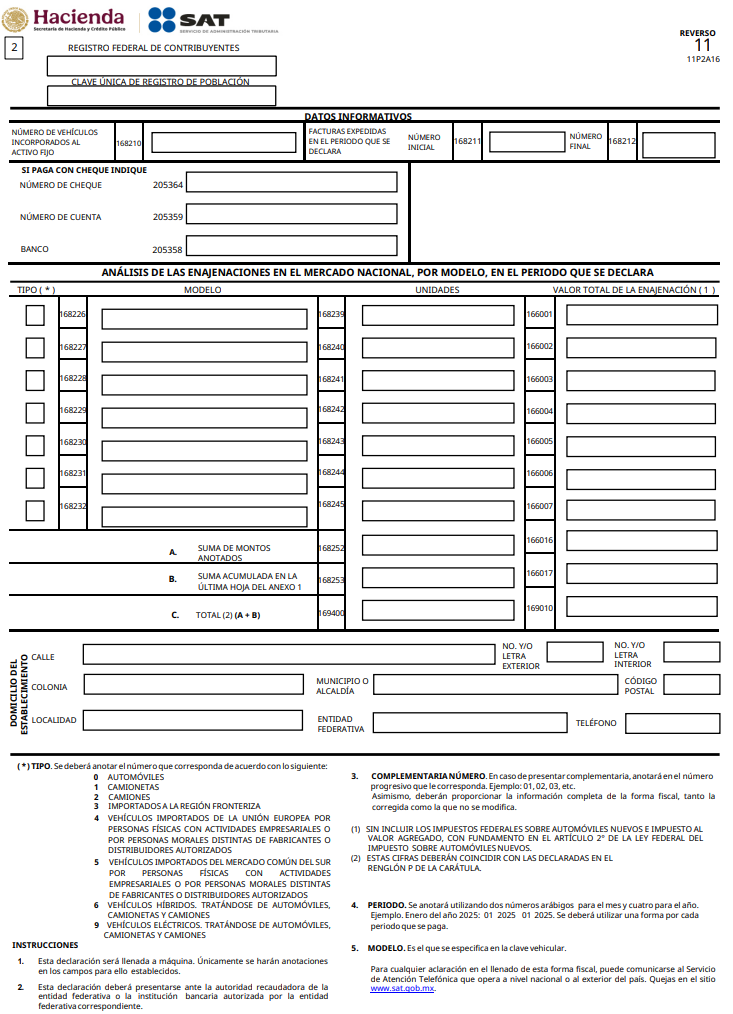 Hacienda
Secretaría de Hacienda y Crédito Público
SAT
SERVICIO DE ADMINISTRACIÓN TRIBUTARIA
2
REGISTRO FEDERAL DE CONTRIBUYENTES
CLAVE ÚNICA DE REGISTRO DE POBLACIÓN
REVERSO
11
11P2A16
DATOS INFORMATIVOS
NÚMERO DE VEHÍCULOS
INCORPORADOS AL
ACTIVO FIJO
168210
FACTURAS EXPEDIDAS
EN EL PERIODO QUE SE
DECLARA
NÚMERO
INICIAL
168211
NÚMERO
FINAL
168212
SI PAGA CON CHEQUE INDIQUE
NÚMERO DE CHEQUE 205364
NÚMERO DE CUENTA 205359
BANCO 205358
ANÁLISIS DE LAS ENAJENACIONES EN EL MERCADO NACIONAL, POR MODELO, EN EL PERIODO QUE SE DECLARA
TIPO ( * ) MODELO UNIDADES VALOR TOTAL DE LA ENAJENACIÓN ( 1 )
168226 168239 166001
168227 168240 166002
168228 168241 166003
168229 168242 166004
168230 168243 166005
168231 168244 166006
168232 168245 166007
A. SUMA DE MONTOS
ANOTADOS
168252 166016
B. SUMA ACUMULADA EN LA
ÚLTIMA HOJA DEL ANEXO 1
168253 166017
C. TOTAL (2) (A + B) 169400 169010
DOMICILIO DEL
ESTABLECIMIENTO
CALLE
NO. Y/O
LETRA
EXTERIOR
NO. Y/O
LETRA
INTERIOR
COLONIA
MUNICIPIO O
ALCALDÍA
CÓDIGO
POSTAL
LOCALIDAD
ENTIDAD
FEDERATIVA
TELÉFONO
( * ) TIPO. Se deberá anotar el número que corresponda de acuerdo con lo siguiente:
0 AUTOMÓVILES
1 CAMIONETAS
2 CAMIONES
3 IMPORTADOS A LA REGIÓN FRONTERIZA
4 VEHÍCULOS IMPORTADOS DE LA UNIÓN EUROPEA POR
PERSONAS FÍSICAS CON ACTIVIDADES EMPRESARIALES O
POR PERSONAS MORALES DISTINTAS DE FABRICANTES O
DISTRIBUIDORES AUTORIZADOS
5 VEHÍCULOS IMPORTADOS DEL MERCADO COMÚN DEL SUR
POR PERSONAS FÍSICAS CON ACTIVIDADES
EMPRESARIALES O POR PERSONAS MORALES DISTINTAS
DE FABRICANTES O DISTRIBUIDORES AUTORIZADOS
6 VEHÍCULOS HÍBRIDOS. TRATÁNDOSE DE AUTOMÓVILES,
CAMIONETAS Y CAMIONES
9 VEHÍCULOS ELÉCTRICOS. TRATÁNDOSE DE AUTOMÓVILES,
CAMIONETAS Y CAMIONES
INSTRUCCIONES
1. Esta declaración será llenada a máquina. Únicamente se harán anotaciones
en los campos para ello establecidos.
2. Esta declaración deberá presentarse ante la autoridad recaudadora de la
entidad federativa o la institución bancaria autorizada por la entidad
federativa correspondiente.
3. COMPLEMENTARIA NÚMERO. En caso de presentar complementaria, anotará en el número
progresivo que le corresponda. Ejemplo: 01, 02, 03, etc.
Asimismo, deberán proporcionar la información completa de la forma fiscal, tanto la
corregida como la que no se modifica.
(1) SIN INCLUIR LOS IMPUESTOS FEDERALES SOBRE AUTOMÓVILES NUEVOS E IMPUESTO AL
VALOR AGREGADO, CON FUNDAMENTO EN EL ARTÍCULO 2° DE LA LEY FEDERAL DEL
IMPUESTO SOBRE AUTOMÓVILES NUEVOS.
(2) ESTAS CIFRAS DEBERÁN COINCIDIR CON LAS DECLARADAS EN EL
RENGLÓN P DE LA CARÁTULA.
4. PERIODO. Se anotará utilizando dos números arábigos para el mes y cuatro para el año.
Ejemplo. Enero del año 2025: 01 2025 01 2025. Se deberá utilizar una forma por cada
periodo que se paga.
5. MODELO. Es el que se especifica en la clave vehicular.
Para cualquier aclaración en el llenado de esta forma fiscal, puede comunicarse al Servicio
de Atención Telefónica que opera a nivel nacional o al exterior del país. Quejas en el sitio
www.sat.gob.mx.